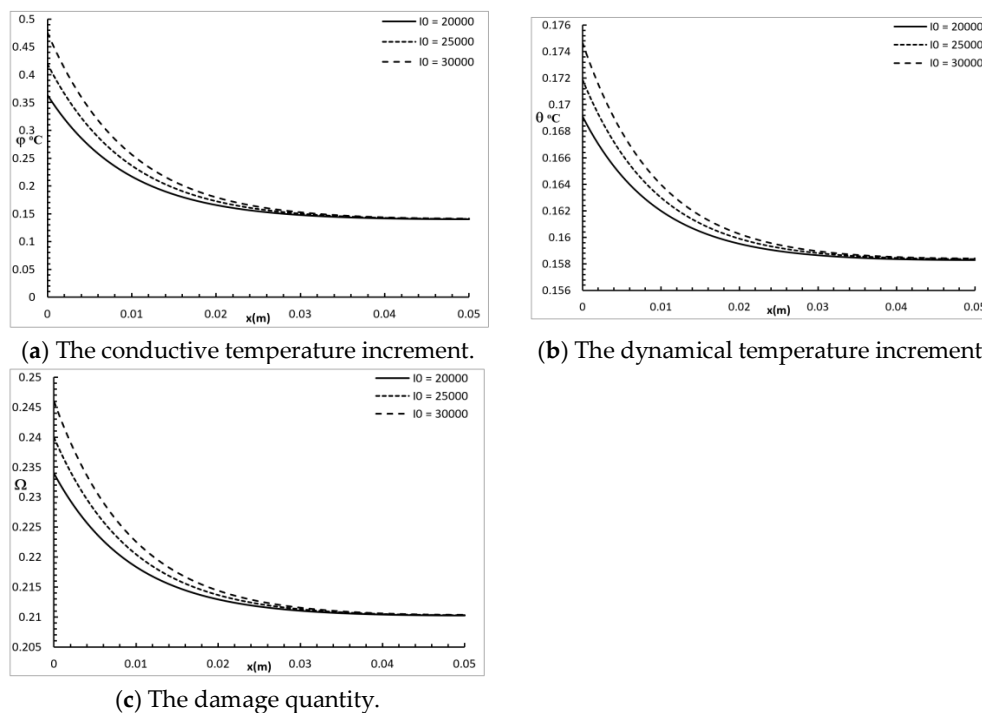 0.5
0.45
0.4
0.35
0.3
φ °C
0.25
0.2
0.15
0.1
0.05
0
0
0.01
0.02
0.03
0.04
0.05
x(m)
I0 = 20000
I0 = 25000
I0 = 30000
(a) The conductive temperature increment.
0.176
0.174
0.172
0.17
θ °C
0.168
0.166
0.164
0.162
0.16
0.158
0.156
0
0.01
0.02
0.03
0.04
0.05
x(m)
I0 = 20000
I0 = 25000
I0 = 30000
(b) The dynamical temperature increment
0.25
0.245
0.24
0.235
Ω
0.23
0.225
0.22
0.215
0.21
0.205
0
0.01
0.02
0.03
0.04
0.05
x(m)
I0 = 20000
I0 = 25000
I0 = 30000
(c) The damage quantity.